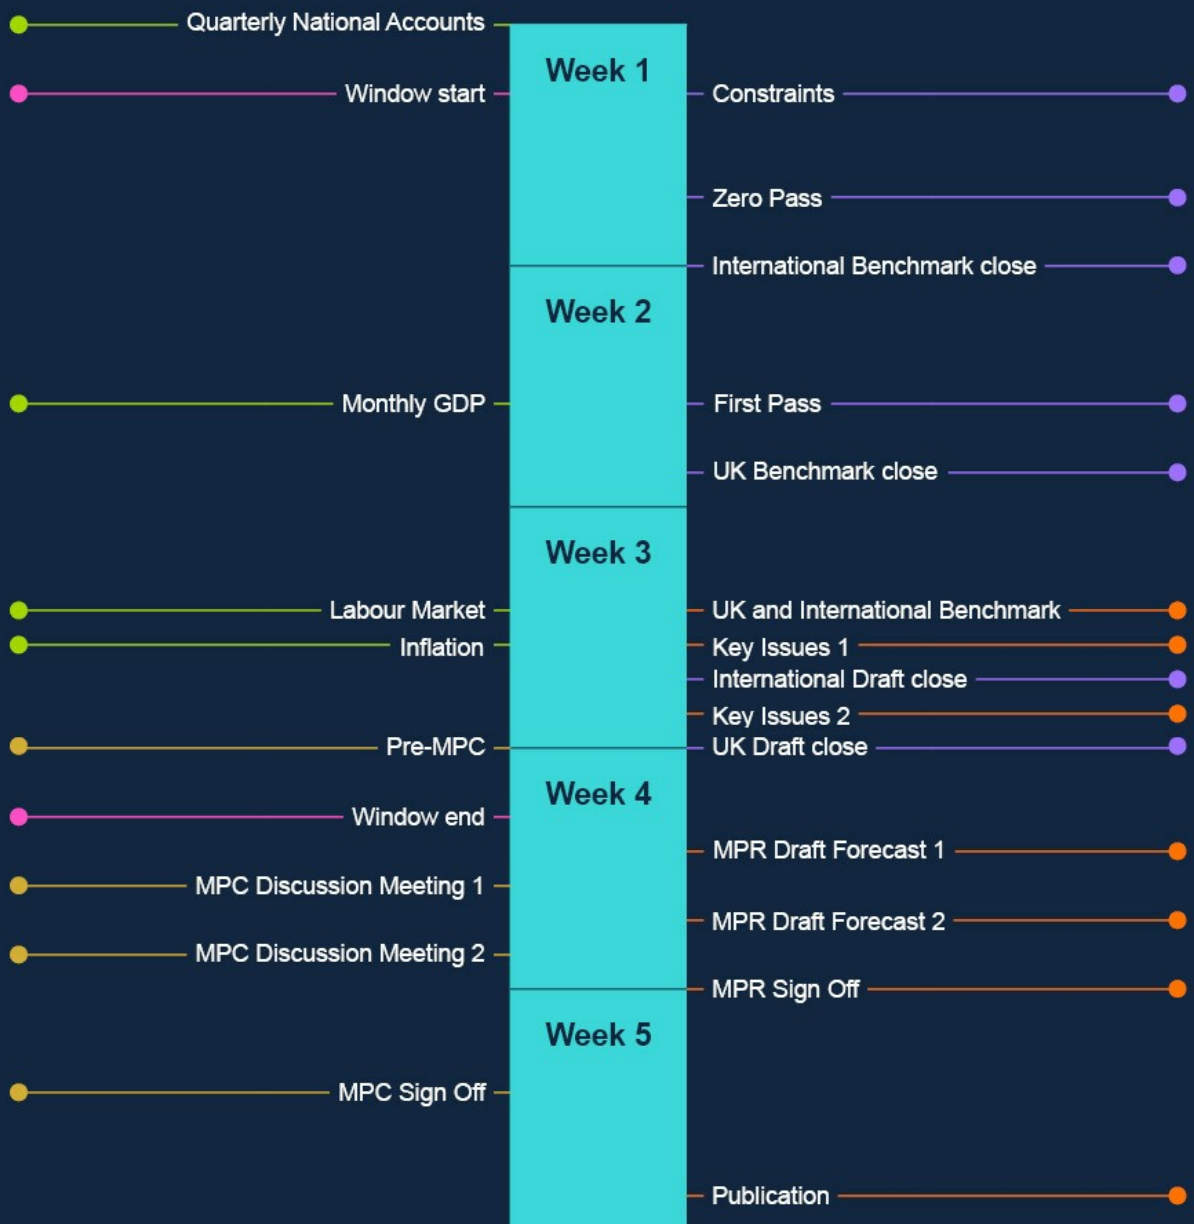 Quarterly National Accounts
Week 1
Window start
Constraints
Zero Pass
International Benchmark close
Week 2
Monthly GDP
First Pass
UK Benchmark close
Week 3
Labour Market
UK and International Benchmark
Inflation
Key Issues 1
International Draft close
Key Issues 2
Pre-MPC
UK Draft close
Week 4
Window end
MPR Draft Forecast 1
MPC Discussion Meeting 1
MPR Draft Forecast 2
MPC Discussion Meeting 2
MPR Sign Off
Week 5
MPC Sign Off
Publication